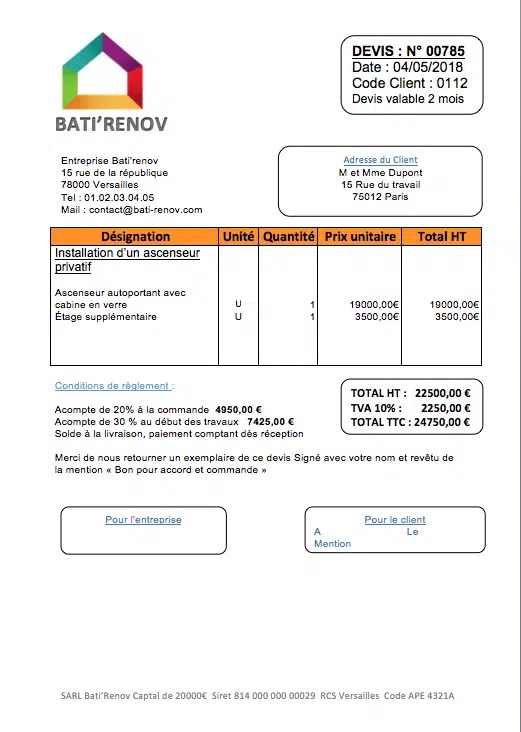 BATI’RENOV
DEVIS : N° 00785
Date : 04/05/2018
Code Client : 0112
Devis valable 2 mois
Entreprise Bati’renov
15 rue de la république
78000 Versailles
Tel : 01.02.03.04.05
Mail : contact@bati-renov.com
Adresse du Client
M et Mme Dupont
15 Rue du travail
75012 Paris
Désignation Unité Quantité Prix unitaire Total HT
Installation d’un ascenseur
privatif
Ascenseur autoportant avec
cabine en verre U 1 19000,00€ 19000,00€
Étage supplémentaire U 1 3500,00€ 3500,00€
Conditions de règlement :
Acompte de 20% à la commande 4950,00 €
Acompte de 30 % au début des travaux 7425,00 €
Solde à la livraison, paiement comptant dès réception
TOTAL HT : 22500,00 €
TVA 10% : 2250,00 €
TOTAL TTC : 24750,00 €
Merci de nous retourner un exemplaire de ce devis Signé avec votre nom et revêtu de
la mention « Bon pour accord et commande »
Pour l’entreprise
Pour le client
A Le
Mention
SARL Bati’Renov Captal de 20000€ Siret 814 000 000 00029 RCS Versailles Code APE 4321A